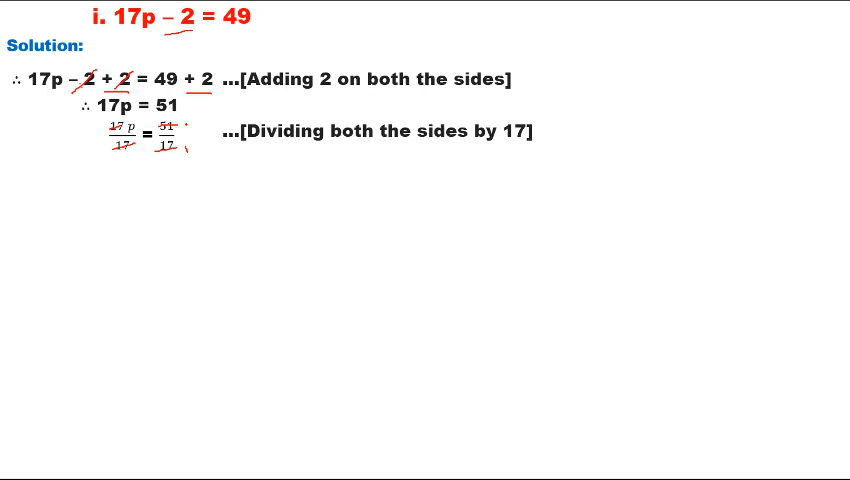 i. 17p – 2 = 49
Solution:
∴ 17p – 2 + 2 = 49 + 2 ...[Adding 2 on both the sides]
∴ 17p = 51
17 p / 17 = 51 / 17 ...[Dividing both the sides by 17]